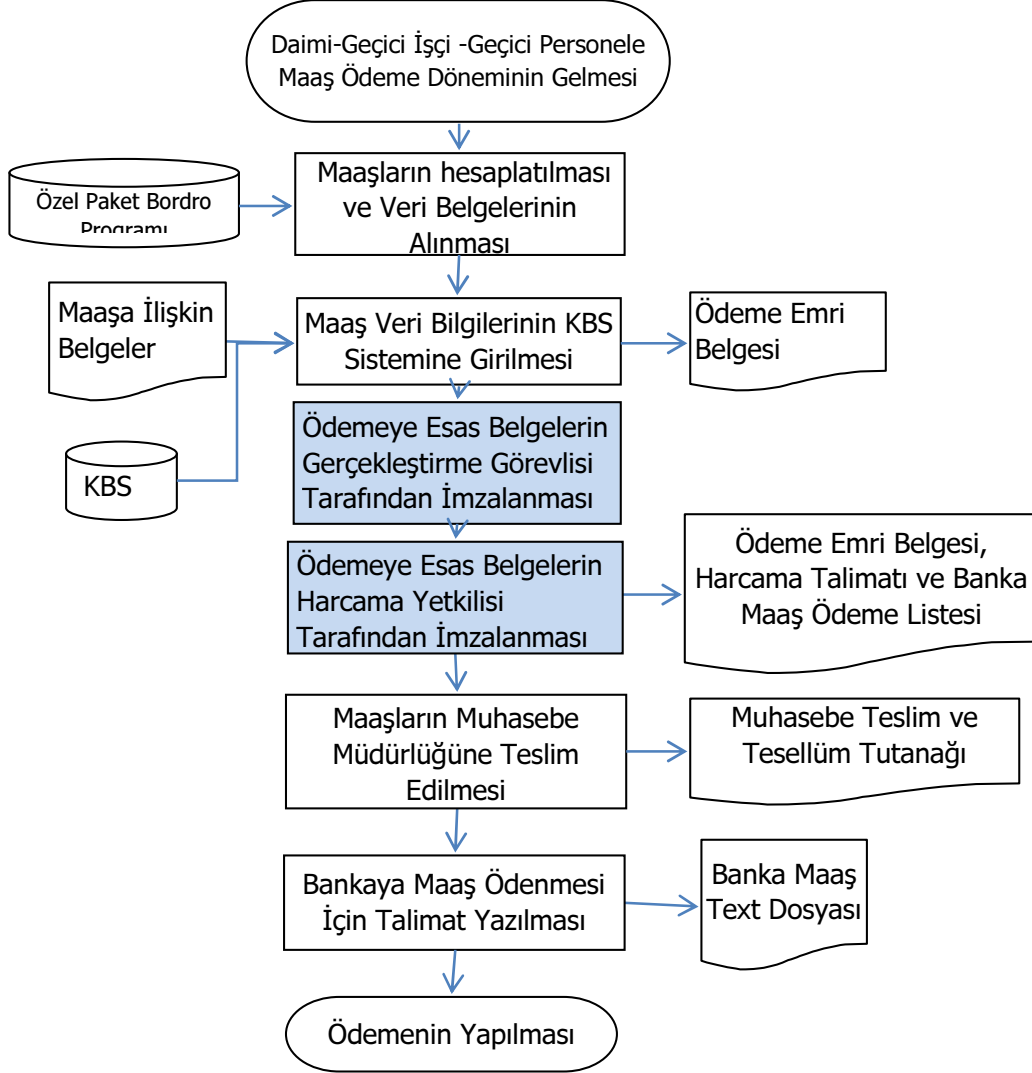 Daimi-Geçici İşçi -Geçici Personele
Maaş Ödeme Döneminin Gelmesi
Maaşların hesaplatılması
ve Veri Belgelerinin
Alınması
Özel Paket Bordro
Programı
Maaşa İlişkin
Belgeler
Maaş Veri Bilgilerinin KBS
Sistemine Girilmesi
Ödeme Emri
Belgesi
KBS
Ödemeye Esas Belgelerin
Gerçekleştirme Görevlisi
Tarafından İmzalanması
Ödemeye Esas Belgelerin
Harcama Yetkilisi
Tarafından İmzalanması
Ödeme Emri Belgesi,
Harcama Talimatı ve Banka
Maaş Ödeme Listesi
Maaşların Muhasebe
Müdürlüğüne Teslim
Edilmesi
Muhasebe Teslim ve
Tesellüm Tutanağı
Bankaya Maaş Ödenmesi
İçin Talimat Yazılması
Banka Maaş
Text Dosyası
Ödemenin Yapılması